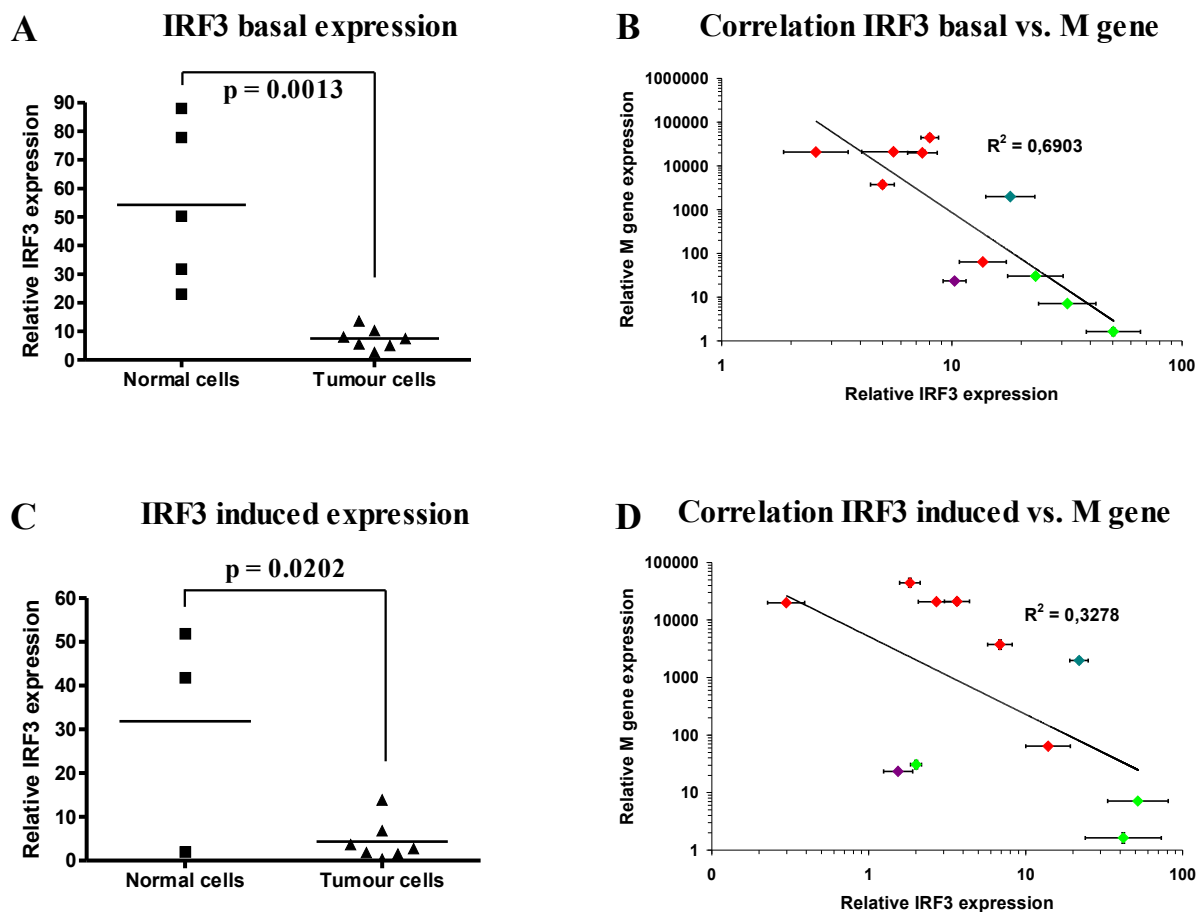 A
IRF3 basal expression
p = 0.0013
Relative IRF3 expression
90
80
70
60
50
40
30
20
10
0
Normal cells
Tumour cells
B
Correlation IRF3 basal vs. M gene
Relative M gene expression
1000000
100000
10000
1000
100
10
1
R² = 0,6903
1
10
100
Relative IRF3 expression
C
IRF3 induced expression
p = 0.0202
Relative IRF3 expression
60
50
40
30
20
10
0
Normal cells
Tumour cells
D
Correlation IRF3 induced vs. M gene
Relative M gene expression
100000
10000
1000
100
10
1
R² = 0,3278
0
1
10
100
Relative IRF3 expression